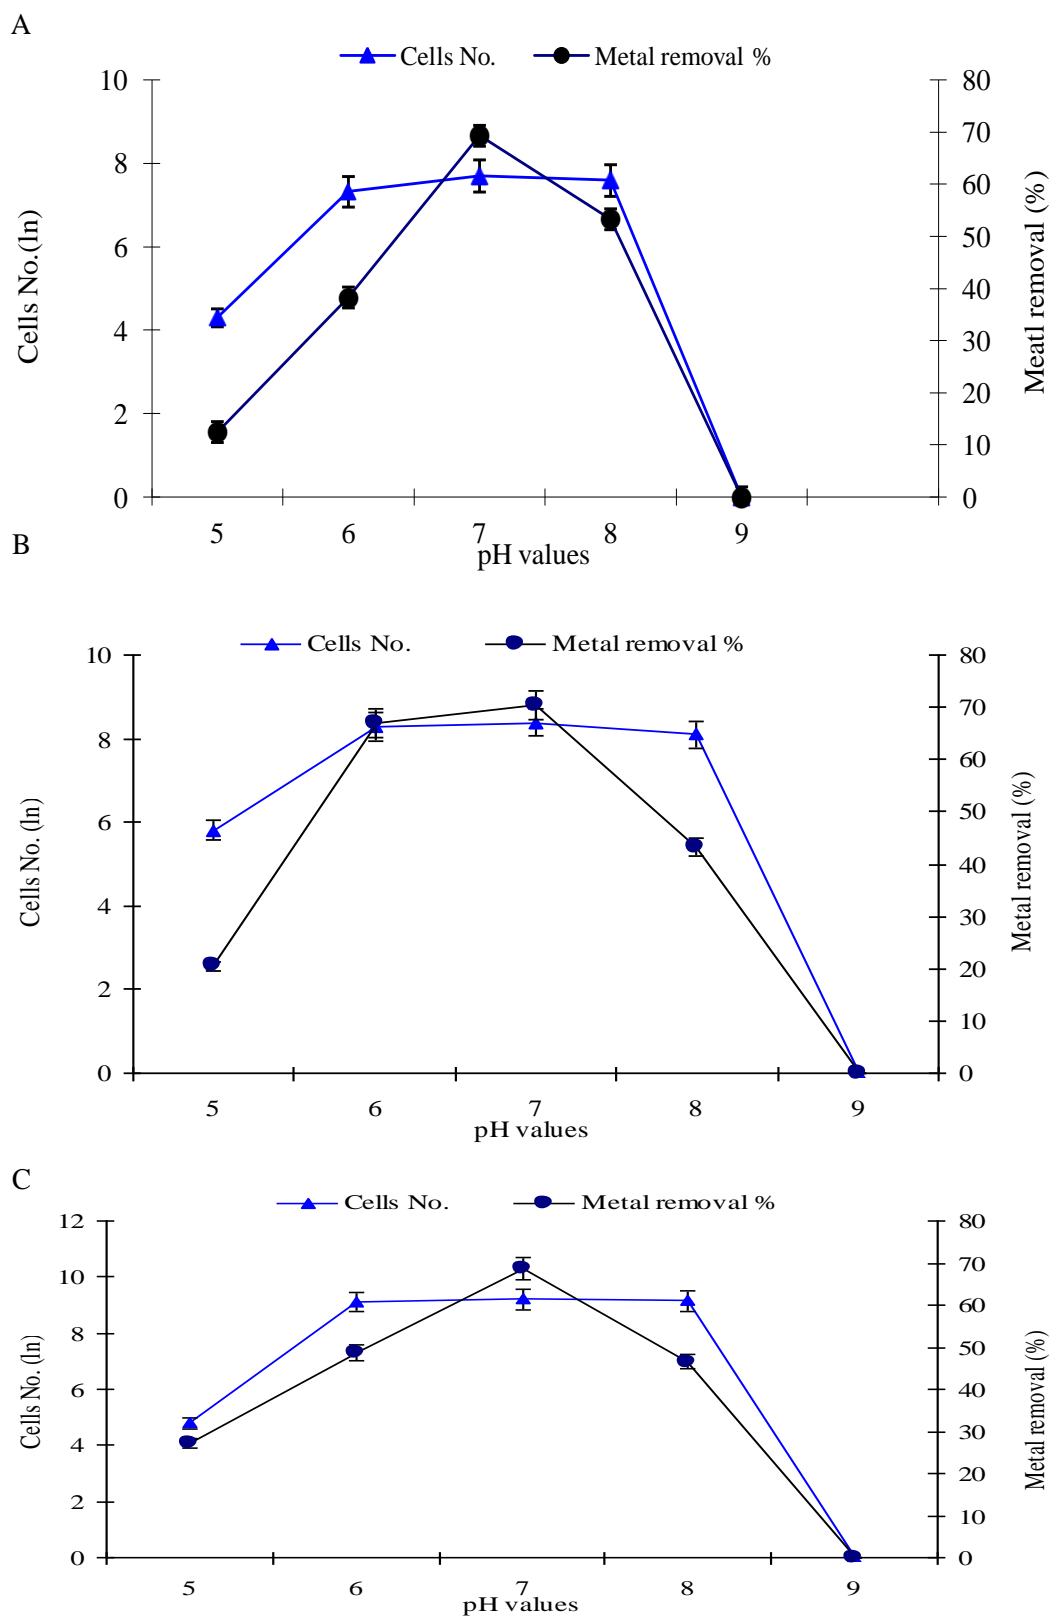 A
Cells No. Metal removal %
10 80
70
8
60
6 50
40
4
30
20
2
10
0 0
Cells No.(ln)
Meatl removal (%)
5 6 7 8 9
pH values
B
Cells No. Metal removal %
10 80
70
8
60
6 50
40
4
30
2 20
10
0 0
Cells No. (ln)
Metal removal (%)
5 6 7 8 9
pH values
C
Cells No. Metal removal %
12 80
10 70
60
8 50
6 40
4 30
20
2 10
0 0
Cells No. (ln)
Metal removal (%)
5 6 7 8 9
pH values